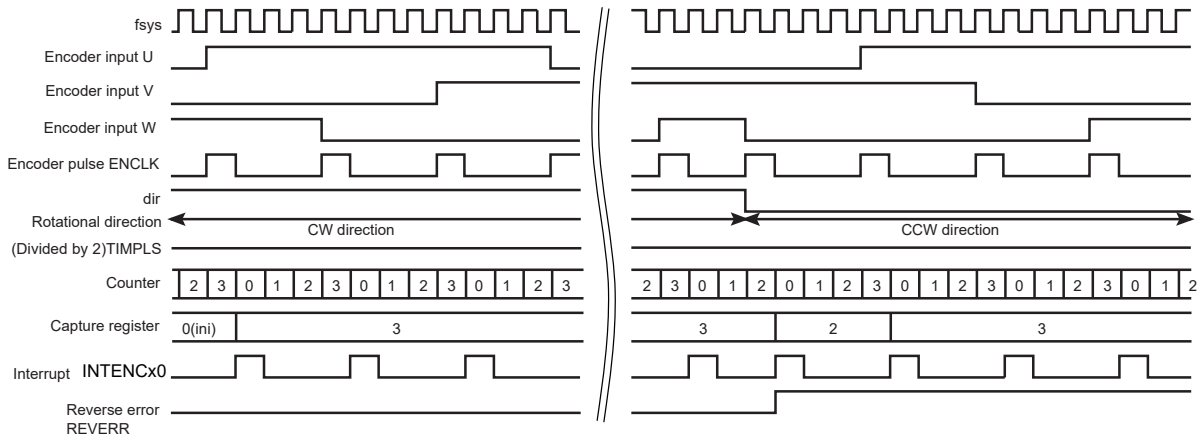 fsys
Encoder input U
Encoder input V
Encoder input W
Encoder pulse ENCLK
dir
Rotational direction
CW direction
CCW direction
(Divided by 2)TIMPLS
Counter 2 3 0 1 2 3 0 1 2 3 0 1 2 3 2 3 0 1 2 0 1 2 3 0 1 2 3 0 1 2 3 0 1 2
Capture register 0(ini) 3 3 2 3
Interrupt INTENCx0
Reverse error
REVERR